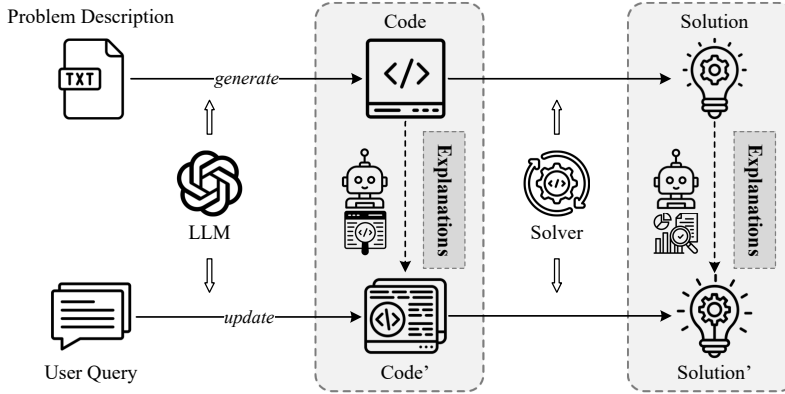 Problem Description
Code
Solution
TXT
generate
</>
Explanations
Explanations
</>
</>
LLM
Solver
update
</>
User Query
Code’
Solution’